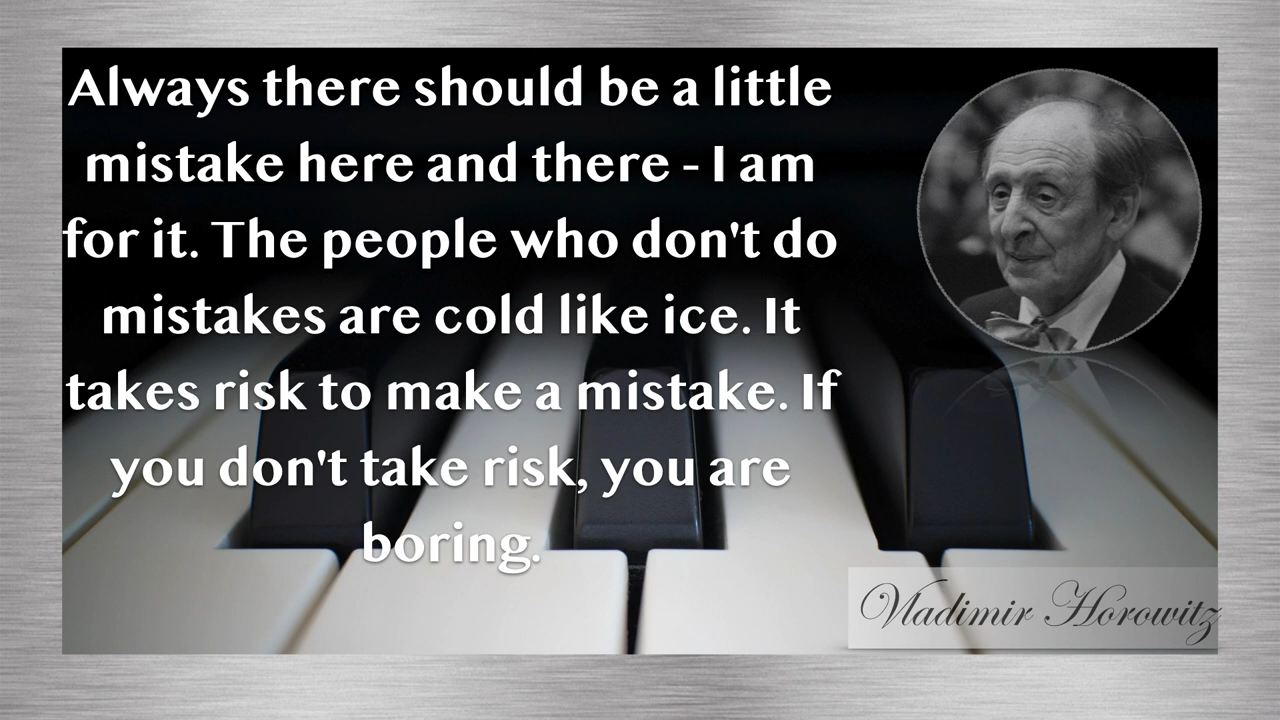 Always there should be a little
mistake here and there - I am
for it. The people who don't do
mistakes are cold like ice. It
takes risk to make a mistake. If
you don't take risk, you are
boring.
Vladimir Horowitz